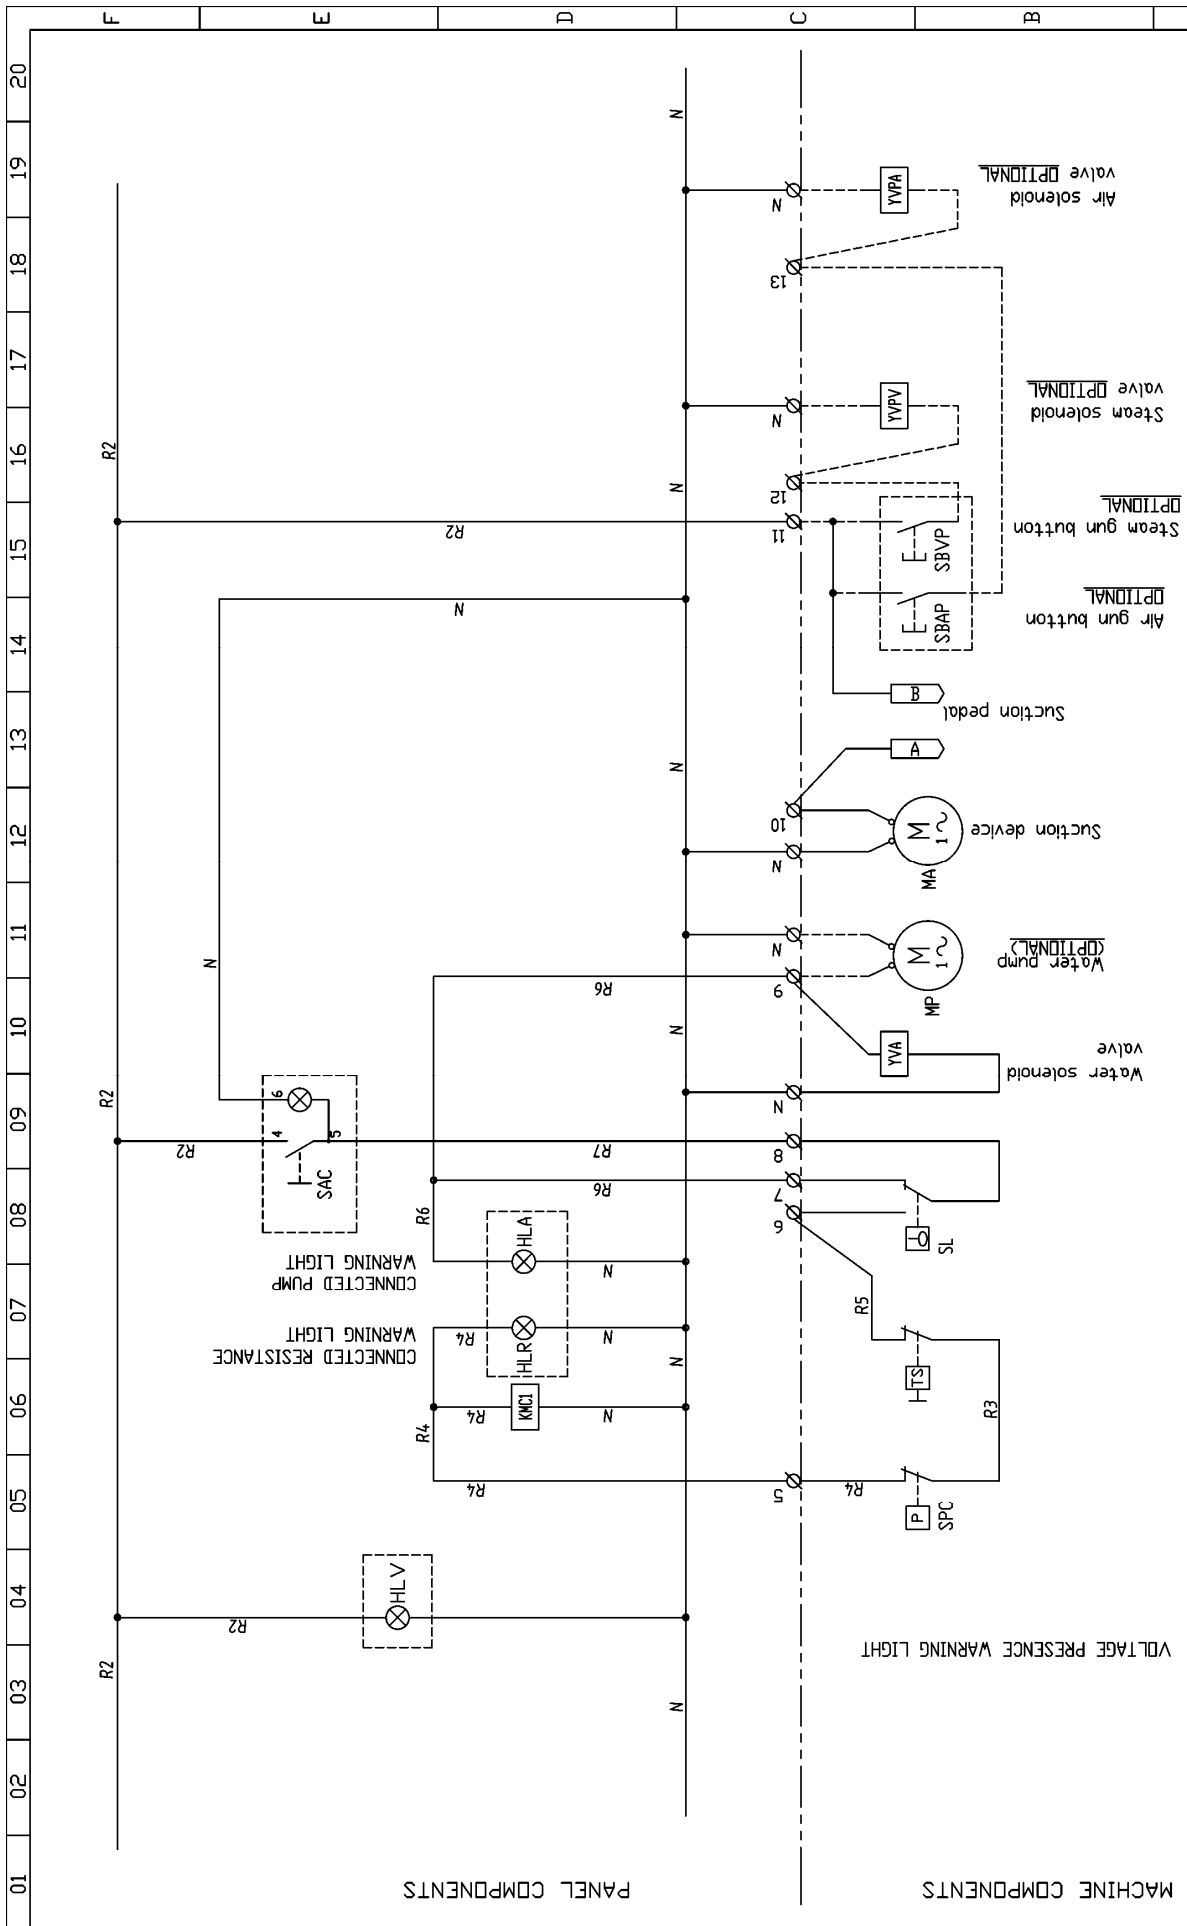 F
E
D
C
B
20
19
18
17
16
15
14
13
12
11
10
09
08
07
06
05
04
03
02
01
N
N
YVPA
Air solenoid
valve OPTIONAL
13
N
YVPV
Steam solenoid
valve OPTIONAL
R2
N
12
R2
11
SBVP
Steam gun button
OPTIONAL
N
SBAP
Air gun button
OPTIONAL
B
Suction pedal
A
N
10
M
1~
MA
Suction device
N
N
N
M
1~
MP
Water pump
(OPTIONAL)
R6
9
N
YVA
Water solenoid
valve
R2
N
6
4
5
R2
R7
8
SAC
R6
7
R6
6
SL
HLA
N
CONNECTED PUMP
WARNING LIGHT
R5
CONNECTED RESISTANCE
WARNING LIGHT
R4
HLR
N
N
TS
R3
R4
KMC1
N
R4
R4
5
R4
P
SPC
HLV
R2
R2
N
VOLTAGE PRESENCE WARNING LIGHT
PANEL COMPONENTS
MACHINE COMPONENTS